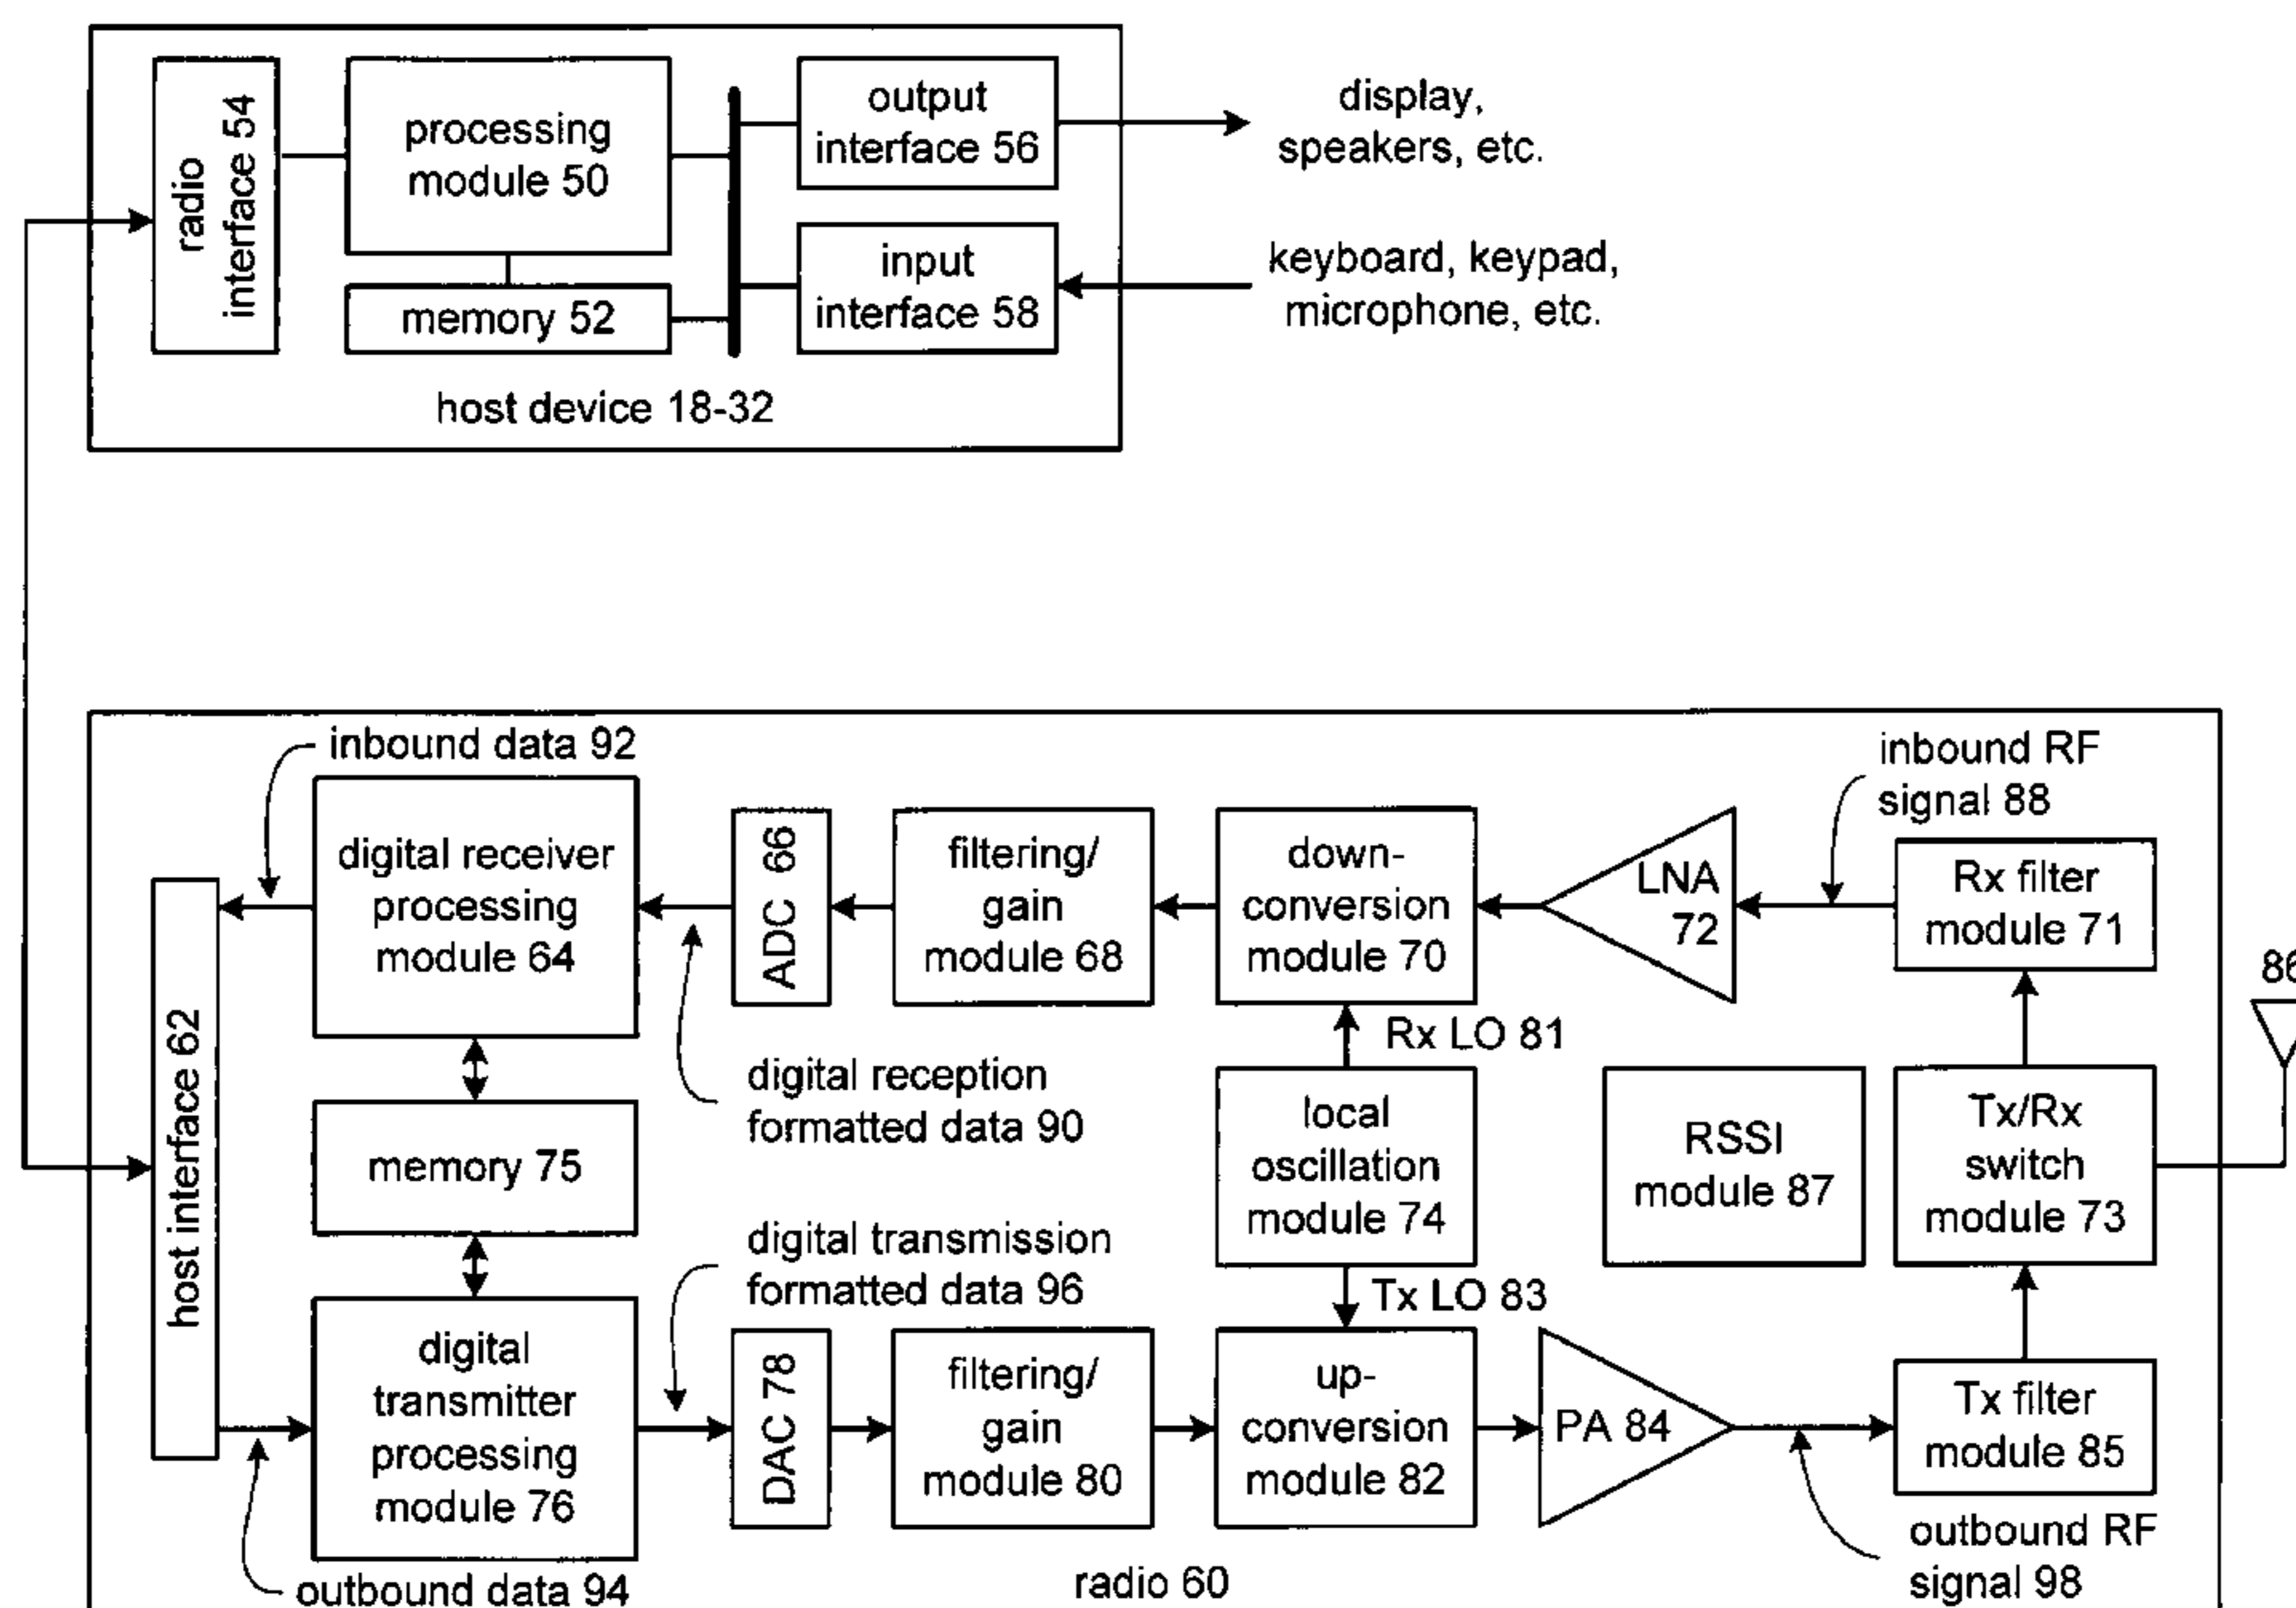 radio
interface 54
processing
module 50
memory 52
output
interface 56
input
interface 58
display,
speakers, etc.
keyboard, keypad,
microphone, etc.
host device 18-32
inbound data 92
host interface 62
digital receiver
processing
module 64
ADC 66
filtering/
gain
module 68
down-
conversion
module 70
LNA
72
inbound RF
signal 88
Rx filter
module 71
86
digital reception
formatted data 90
Rx LO 81
memory 75
local
oscillation
module 74
RSSI
module 87
Tx/Rx
switch
module 73
digital transmission
formatted data 96
Tx LO 83
digital
transmitter
processing
module 76
DAC 78
filtering/
gain
module 80
up-
conversion
module 82
PA 84
Tx filter
module 85
outbound RF
signal 98
outbound data 94
radio 60